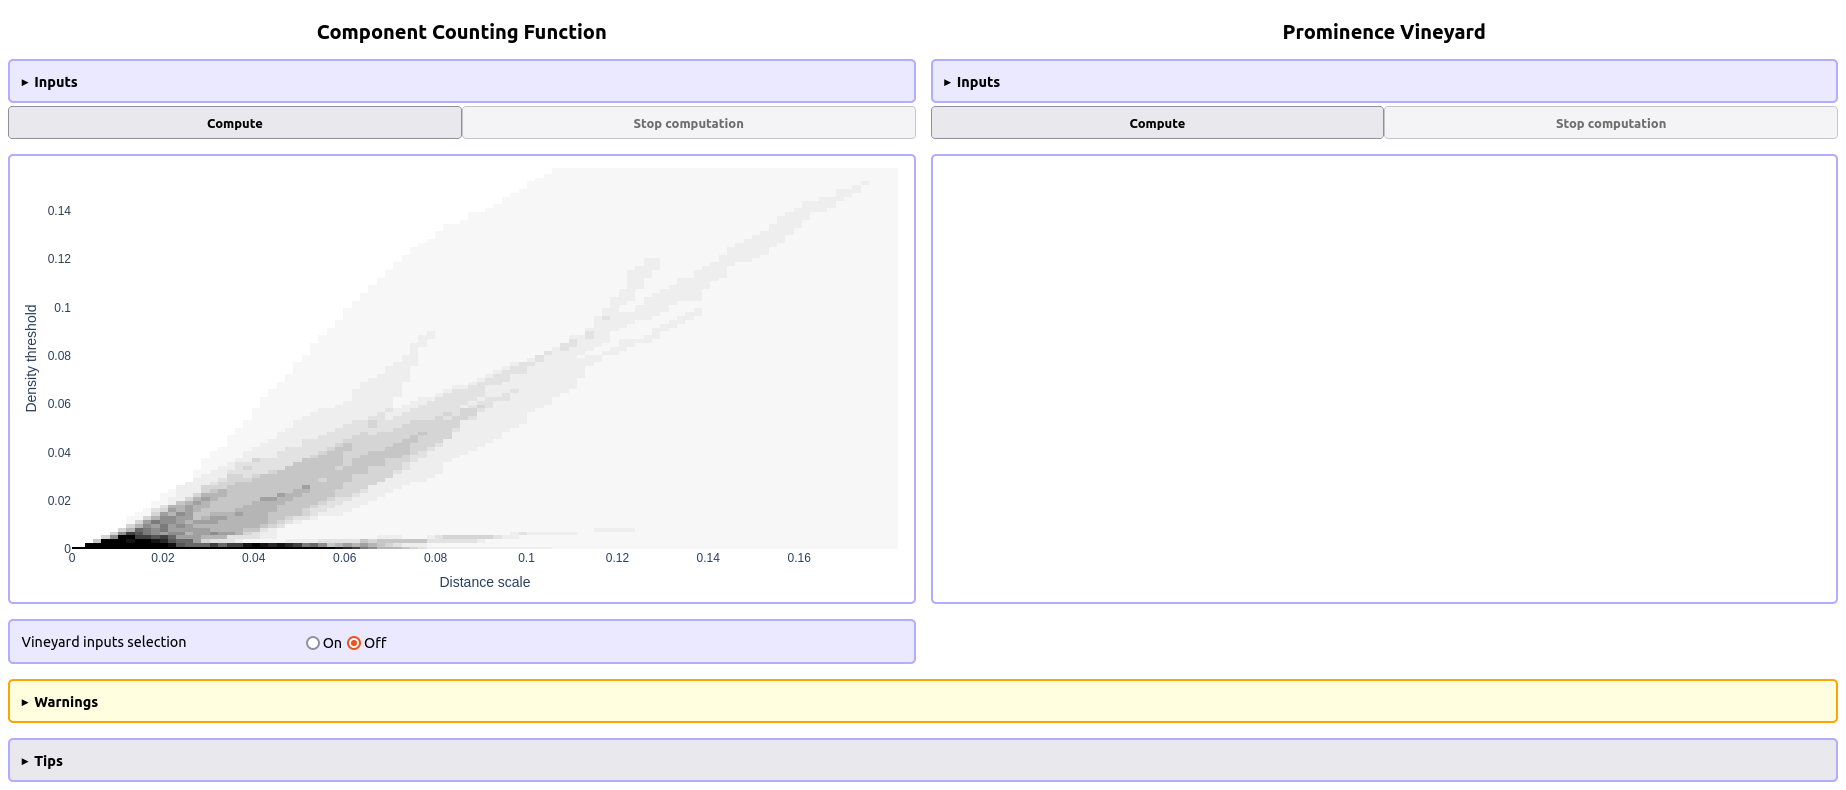 Component Counting Function
Prominence Vineyard
▸ Inputs
▸ Inputs
Compute
Stop computation
Compute
Stop computation
0.14
0.12
0.1
0.08
0.06
0.04
0.02
0
Density threshold
0 0.02 0.04 0.06 0.08 0.1 0.12 0.14 0.16
Distance scale
Vineyard inputs selection
On Off
▸ Warnings
▸ Tips